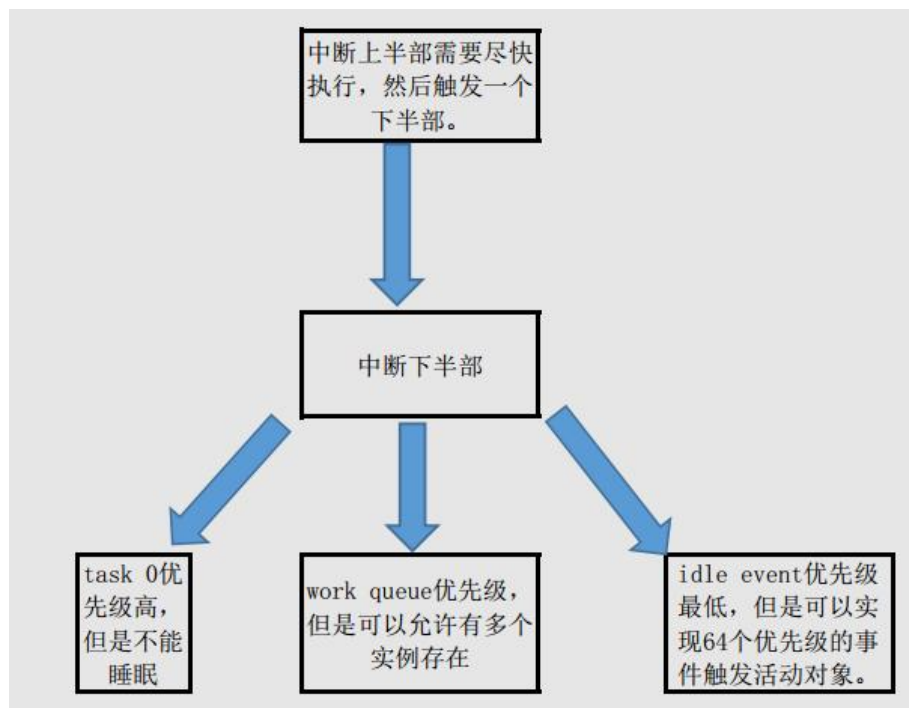 中断上半部需要尽快
执行，然后触发一个
下半部。
中断下半部
task 0优
先级高，
但是不能
睡眠
work queue优先级，
但是可以允许有多个
实例存在
idle event优先级
最低，但是可以实
现64个优先级的事
件触发活动对象。